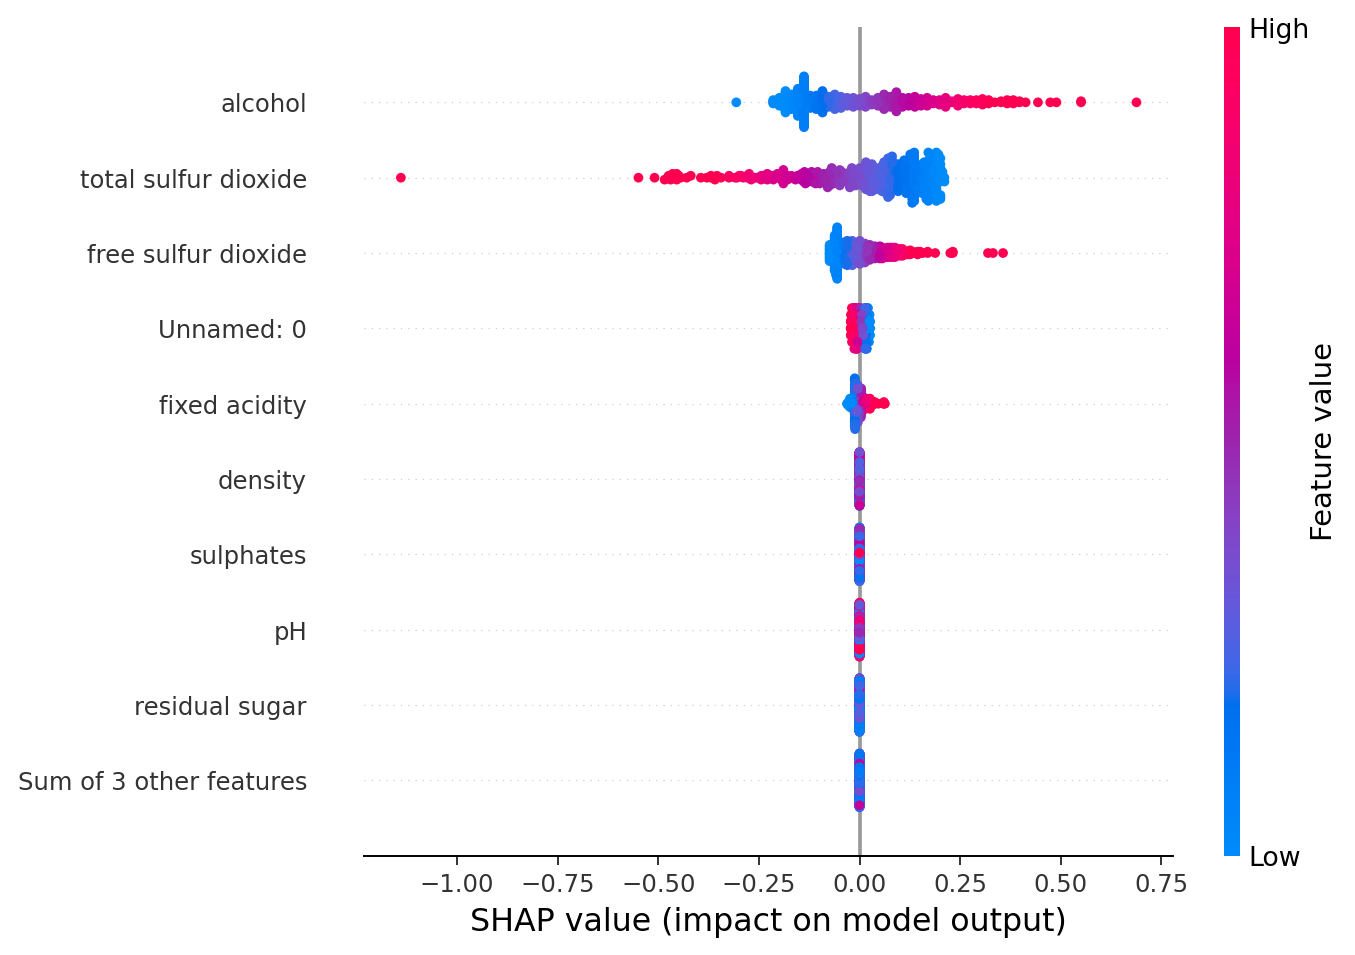 High
alcohol
total sulfur dioxide
free sulfur dioxide
Unnamed: 0
fixed acidity
density
sulphates
pH
residual sugar
Sum of 3 other features
Feature value
Low
−1.00 −0.75 −0.50 −0.25 0.00 0.25 0.50 0.75
SHAP value (impact on model output)